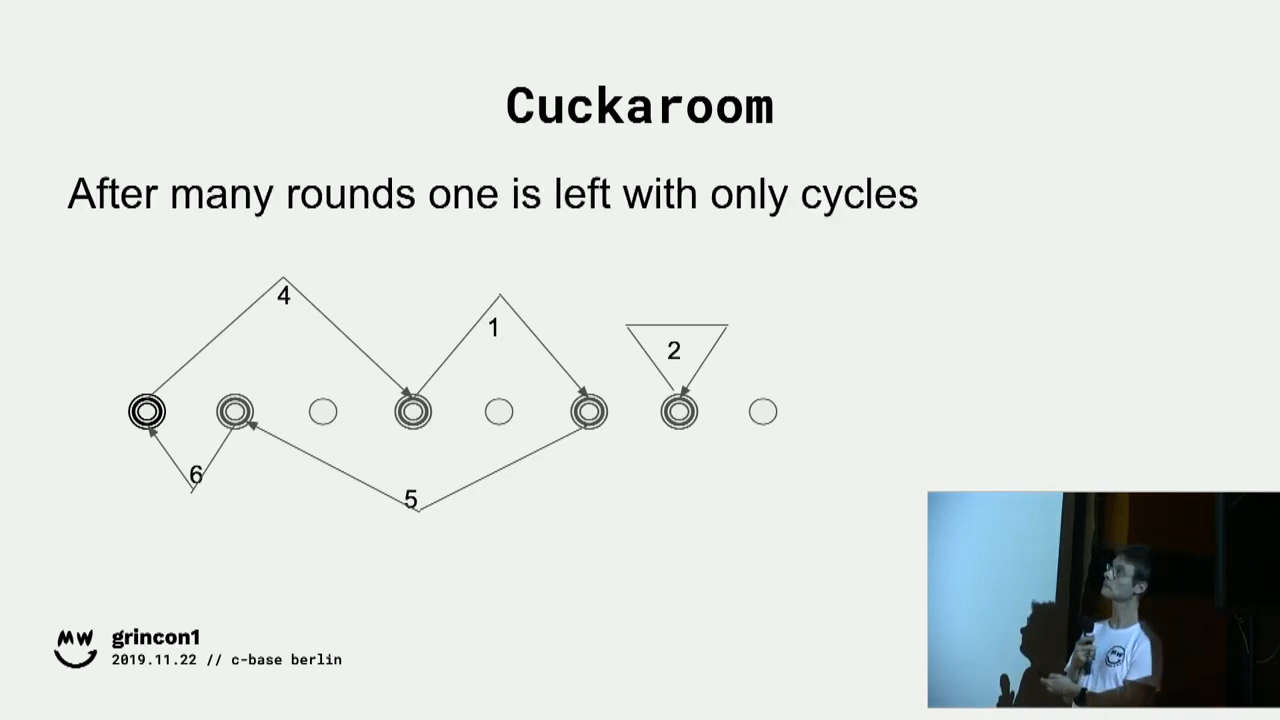 Cuckaroom
After many rounds one is left with only cycles
4
1
2
6
5
MW
grincon1
2019.11.22 // c-base berlin
MW